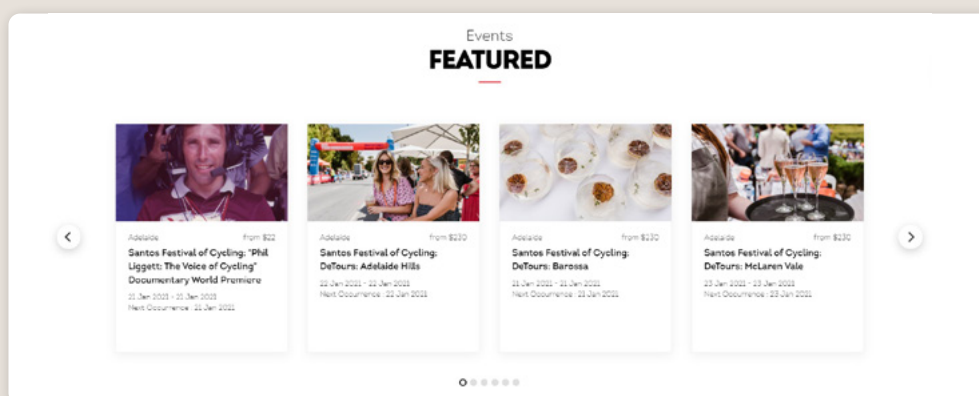 Events
FEATURED
Adelaide from $22
Santos Festival of Cycling: "Phil
Liggett: The Voice of Cycling"
Documentary World Premiere
21 Jan 2021 - 21 Jan 2021
Next Occurrence : 21 Jan 2021
Adelaide from $230
Santos Festival of Cycling:
DeTours: Adelaide Hills
22 Jan 2021 - 22 Jan 2021
Next Occurrence : 22 Jan 2021
Adelaide from $230
Santos Festival of Cycling:
DeTours: Barossa
21 Jan 2021 - 21 Jan 2021
Next Occurrence : 21 Jan 2021
Adelaide from $230
Santos Festival of Cycling:
DeTours: McLaren Vale
23 Jan 2021 - 23 Jan 2021
Next Occurrence : 23 Jan 2021